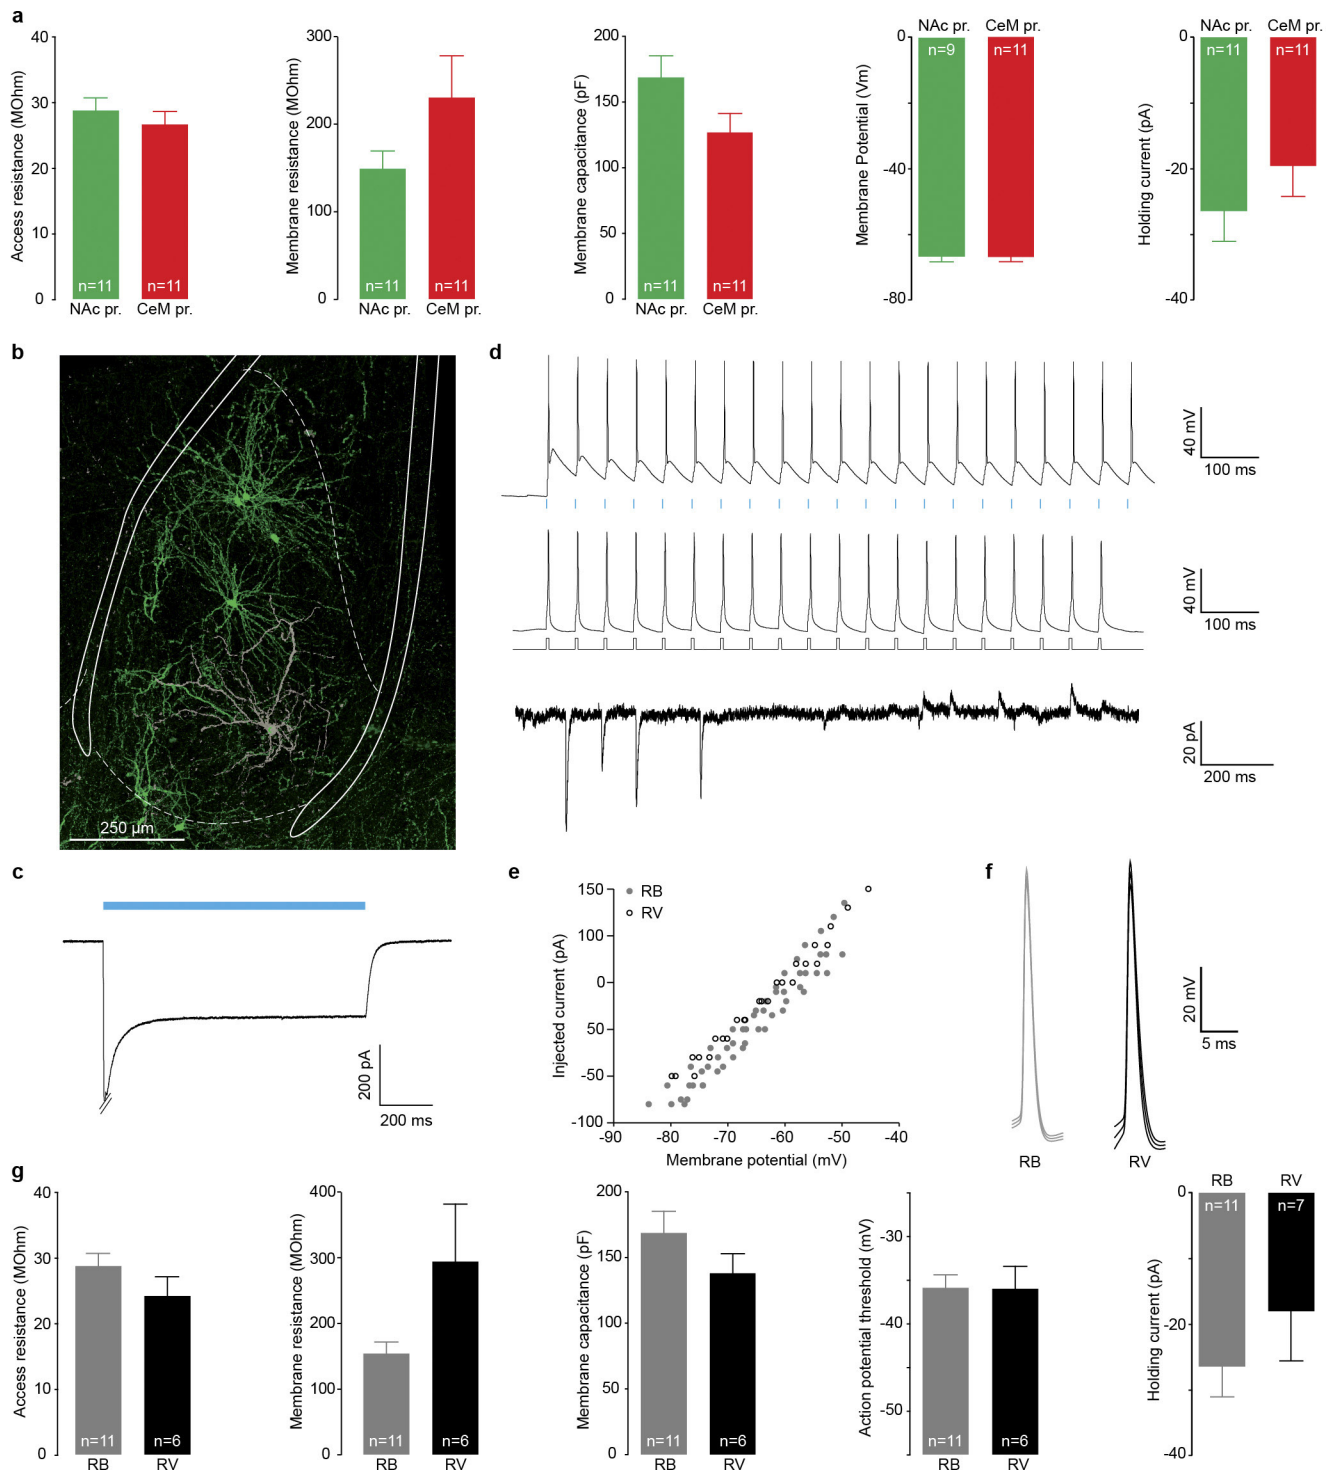 a
40
30
20
10
0
Access resistance (MOhm)
n=11
n=11
NAc pr.
CeM pr.
300
200
100
0
Membrane resistance (MOhm)
n=11
n=11
NAc pr.
CeM pr.
200
150
100
50
0
Membrane capacitance (pF)
n=11
n=11
NAc pr.
CeM pr.
NAc pr.
CeM pr.
0
-40
-80
Membrane Potential (Vm)
n=9
n=11
NAc pr.
CeM pr.
0
-20
-40
Holding current (pA)
n=11
n=11
b
250 µm
d
40 mV
100 ms
40 mV
100 ms
20 pA
200 ms
c
200 pA
200 ms
e
RB
RV
150
100
0
50
-50
-100
Injected current (pA)
-90
-80
-70
-60
-50
-40
Membrane potential (mV)
f
RB
RV
20 mV
5 ms
g
40
30
20
10
0
Access resistance (MOhm)
n=11
n=6
RB
RV
400
300
200
100
0
Membrane resistance (MOhm)
n=11
n=6
RB
RV
200
150
100
50
0
Membrane capacitance (pF)
n=11
n=6
RB
RV
-30
-40
-50
Action potential threshold (mV)
n=11
n=6
RB
RV
RB
RV
0
-20
-40
Holding current (pA)
n=11
n=7